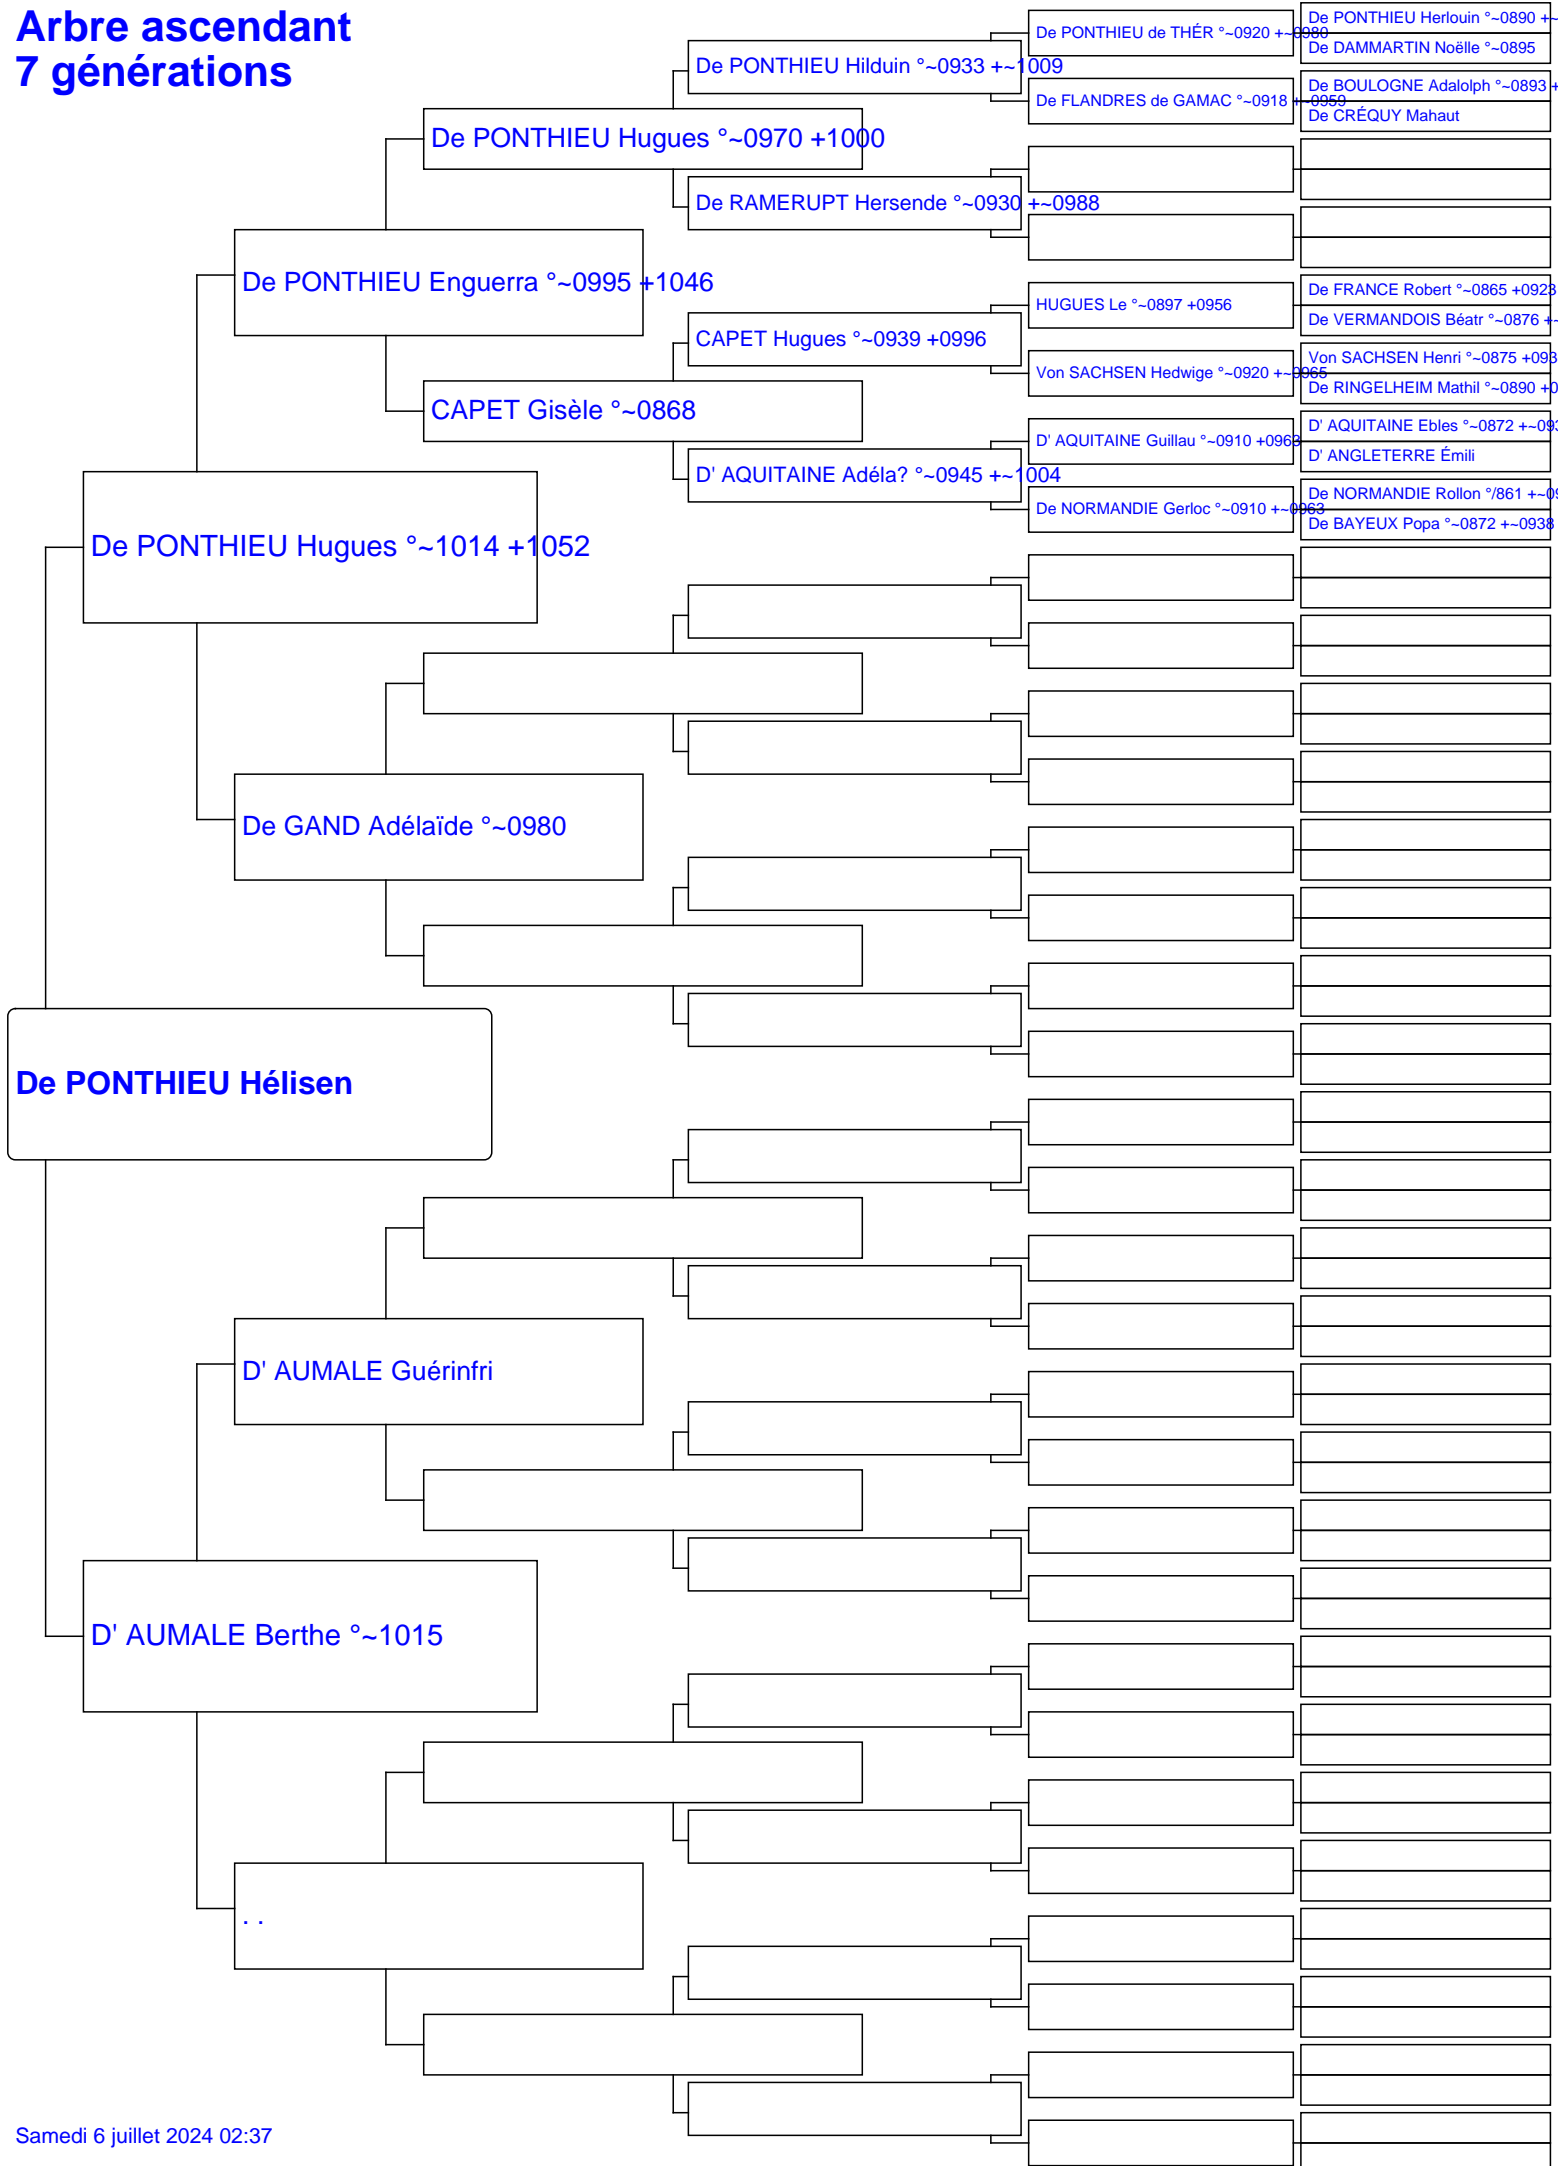 Arbre ascendant
7 générations
De PONTHIEU Hélisen
De PONTHIEU Hugues °~1014 +1052
D' AUMALE Berthe °~1015
De PONTHIEU Enguerra °~0995 +1046
De GAND Adélaïde °~0980
D' AUMALE Guérinfri
. .
De PONTHIEU Hugues °~0970 +1000
CAPET Gisèle °~0868
De PONTHIEU Hilduin °~0933 +~1009
De RAMERUPT Hersende °~0930 +~0988
CAPET Hugues °~0939 +0996
D' AQUITAINE Adéla? °~0945 +~1004
De PONTHIEU de THÉR °~0920 +~0980
De FLANDRES de GAMAC °~0918 +~0959
HUGUES Le °~0897 +0956
Von SACHSEN Hedwige °~0920 +~0965
D' AQUITAINE Guillau °~0910 +0963
De NORMANDIE Gerloc °~0910 +~0963
De PONTHIEU Herlouin °~0890 +~
De DAMMARTIN Noëlle °~0895
De BOULOGNE Adalolph °~0893 +
De CRÉQUY Mahaut
De FRANCE Robert °~0865 +0923
De VERMANDOIS Béatr °~0876 +~
Von SACHSEN Henri °~0875 +093
De RINGELHEIM Mathil °~0890 +0
D' AQUITAINE Ebles °~0872 +~093
D' ANGLETERRE Émili
De NORMANDIE Rollon °/861 +~09
De BAYEUX Popa °~0872 +~0938
Samedi 6 juillet 2024 02:37